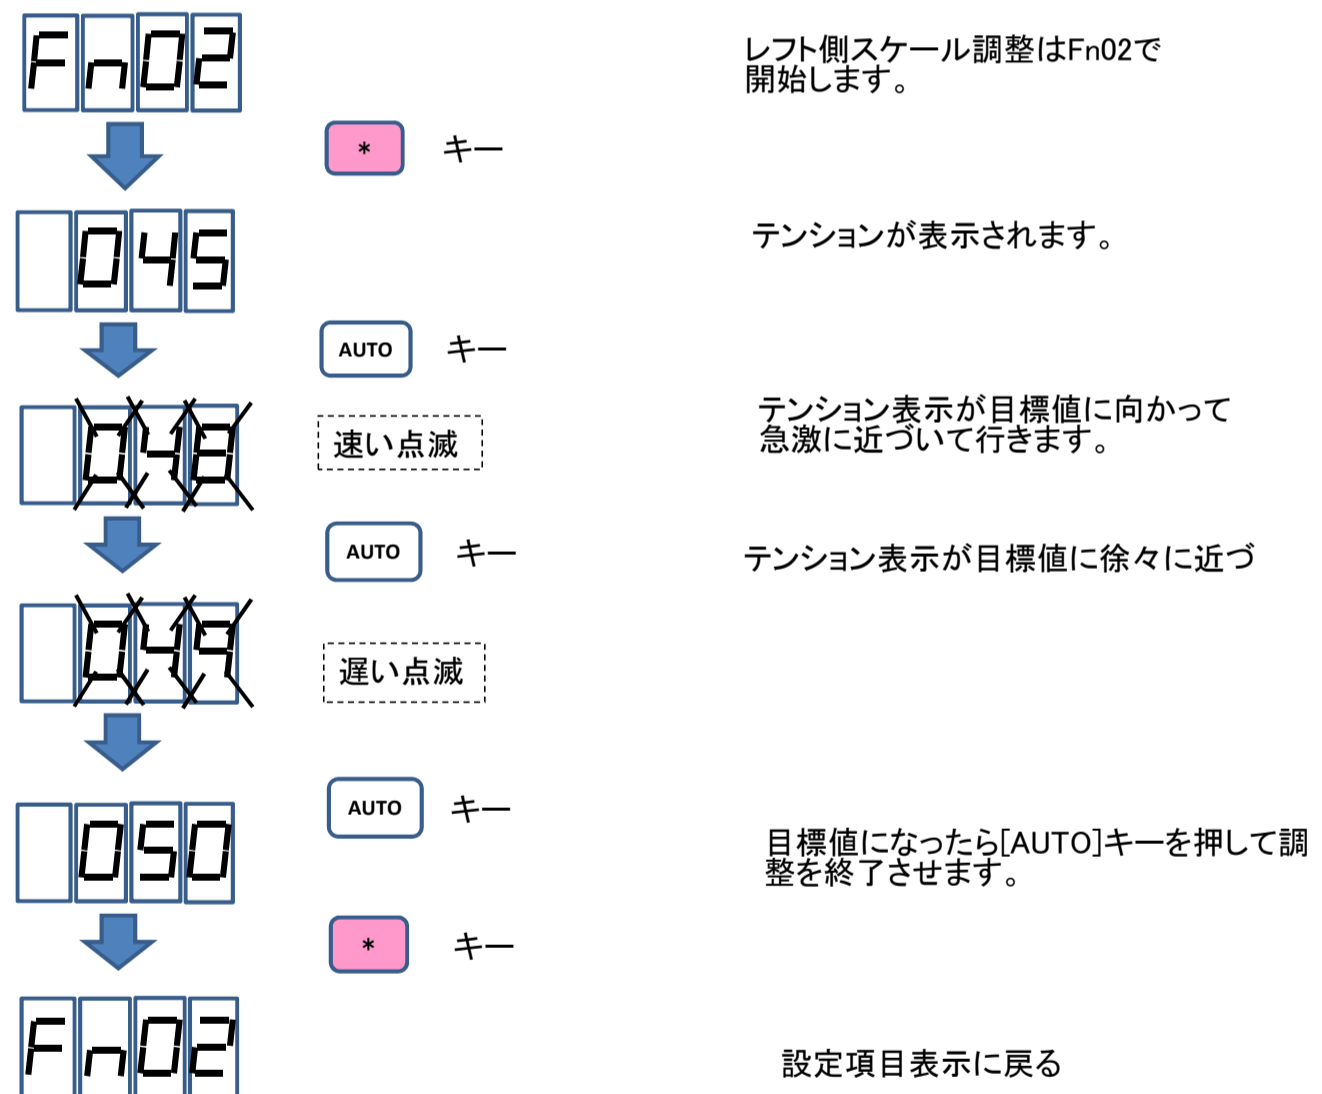 Fn02
レフト側スケール調整はFn02で
開始します。
* キー
045
テンションが表示されます。
AUTO キー
048
速い点滅
テンション表示が目標値に向かって
急激に近づいて行きます。
AUTO キー
テンション表示が目標値に徐々に近づ
049
遅い点滅
AUTO キー
050
目標値になったら[AUTO]キーを押して調
整を終了させます。
* キー
Fn02
設定項目表示に戻る